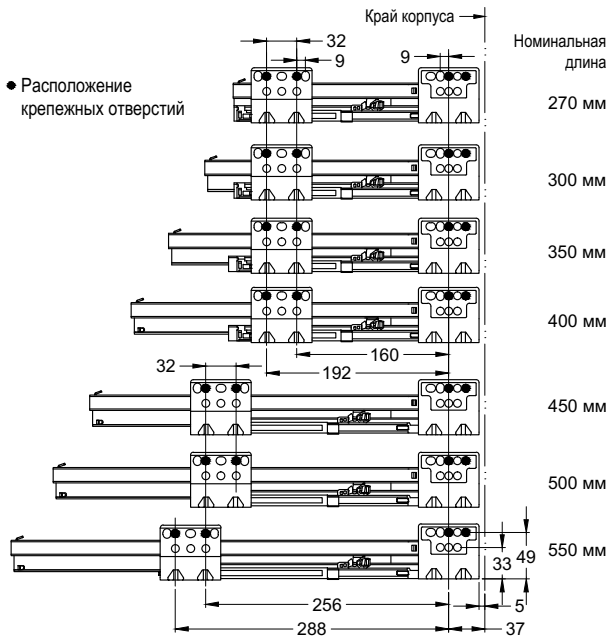 Край корпуса
32
9
9
Номинальная
длина
● Расположение
крепежных отверстий
270 мм
300 мм
350 мм
400 мм
160
192
32
450 мм
500 мм
550 мм
49
33
256
5
288
37